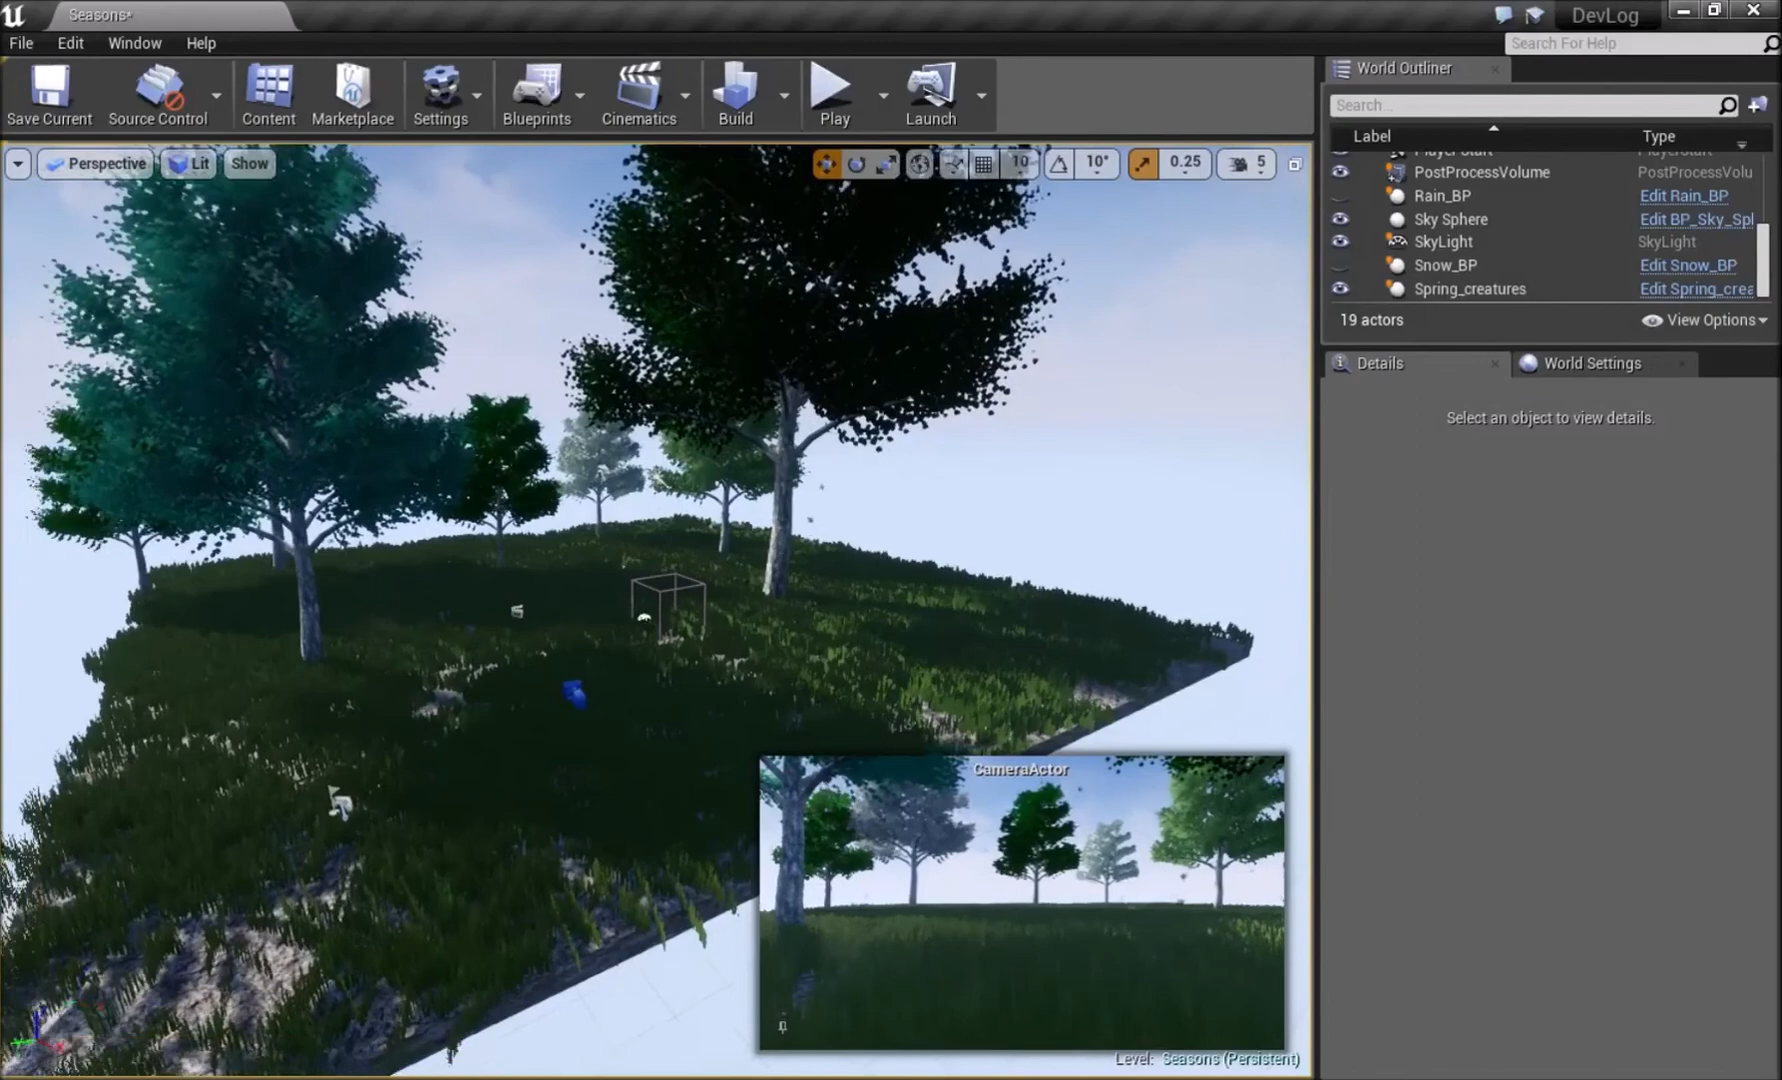 Seasons*
DevLog
File Edit Window Help
Search For Help
Save Current Source Control Content Marketplace Settings Blueprints Cinematics Build Play Launch
World Outliner
Search...
Label Type
PlayerStart PlayerStart
PostProcessVolume PostProcessVolu
Rain_BP Edit Rain_BP
Sky Sphere Edit BP_Sky_Spl
SkyLight SkyLight
Snow_BP Edit Snow_BP
Spring_creatures Edit Spring_crea
19 actors View Options
Perspective Lit Show 10 10° 0.25 5
Details World Settings
Select an object to view details.
CameraActor
Level: Seasons (Persistent)